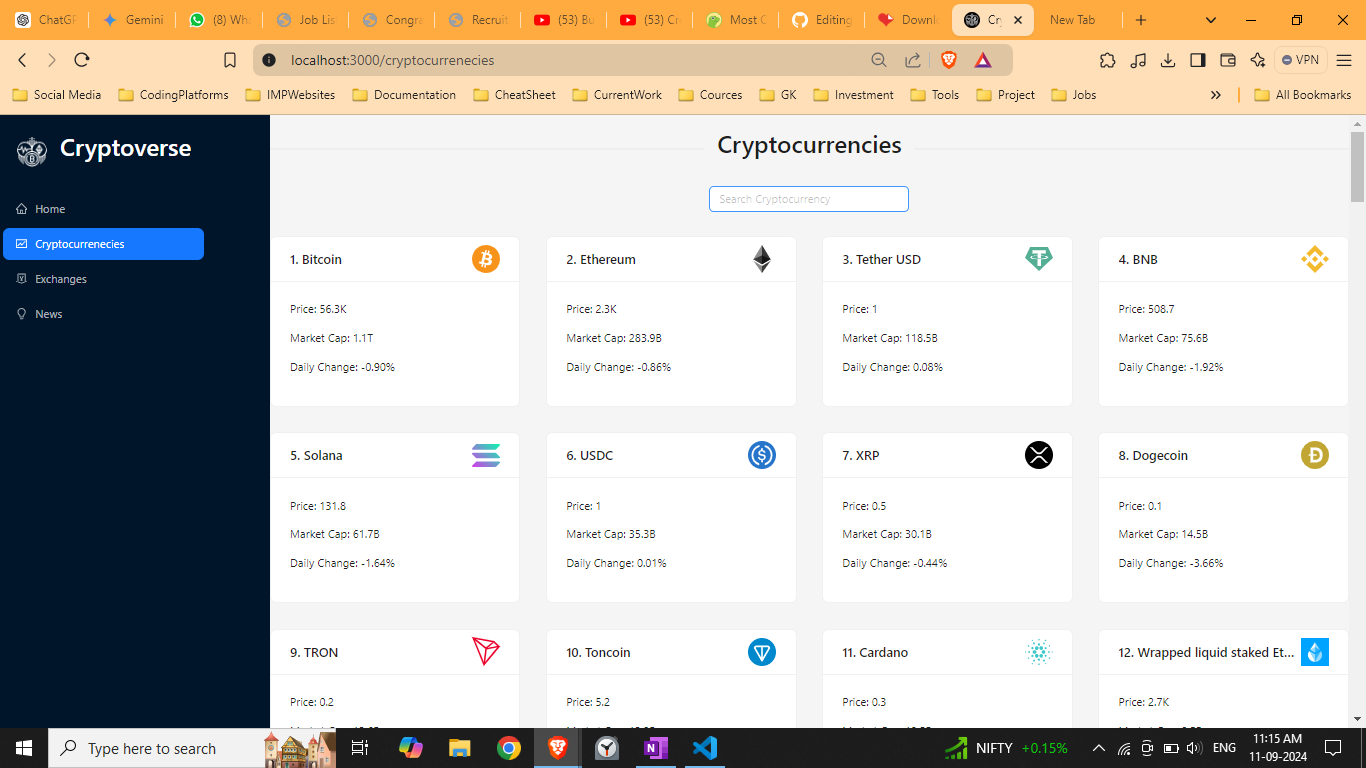 ChatGP
Gemini
(8) Wha
Job List
Congra
Recruit
(53) Bu
(53) Cr
Most C
Editing
Downl
Cry
New Tab
localhost:3000/cryptocurrenecies
VPN
Social Media
CodingPlatforms
IMPWebsites
Documentation
CheatSheet
CurrentWork
Cources
GK
Investment
Tools
Project
Jobs
All Bookmarks
Cryptoverse
Home
Cryptocurrenecies
Exchanges
News
Cryptocurrencies
Search Cryptocurrency
1. Bitcoin
Price: 56.3K
Market Cap: 1.1T
Daily Change: -0.90%
2. Ethereum
Price: 2.3K
Market Cap: 283.9B
Daily Change: -0.86%
3. Tether USD
Price: 1
Market Cap: 118.5B
Daily Change: 0.08%
4. BNB
Price: 508.7
Market Cap: 75.6B
Daily Change: -1.92%
5. Solana
Price: 131.8
Market Cap: 61.7B
Daily Change: -1.64%
6. USDC
Price: 1
Market Cap: 35.3B
Daily Change: 0.01%
7. XRP
Price: 0.5
Market Cap: 30.1B
Daily Change: -0.44%
8. Dogecoin
Price: 0.1
Market Cap: 14.5B
Daily Change: -3.66%
9. TRON
Price: 0.2
10. Toncoin
Price: 5.2
11. Cardano
Price: 0.3
12. Wrapped liquid staked Et...
Price: 2.7K
Type here to search
NIFTY +0.15%
ENG
11:15 AM
11-09-2024